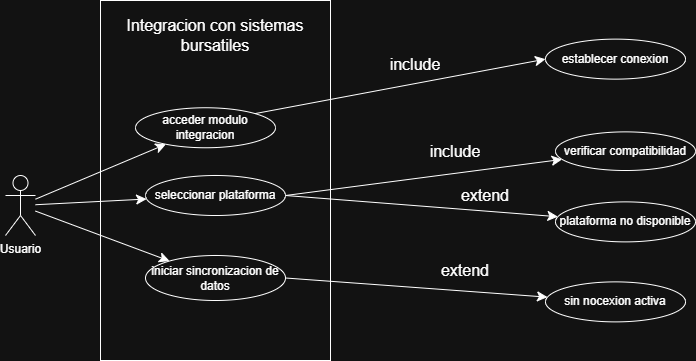 Integracion con sistemas
bursatiles
include
establecer conexion
acceder modulo
integracion
include
verificar compatibilidad
seleccionar plataforma
extend
plataforma no disponible
Usuario
iniciar sincronizacion de
datos
extend
sin nocexion activa